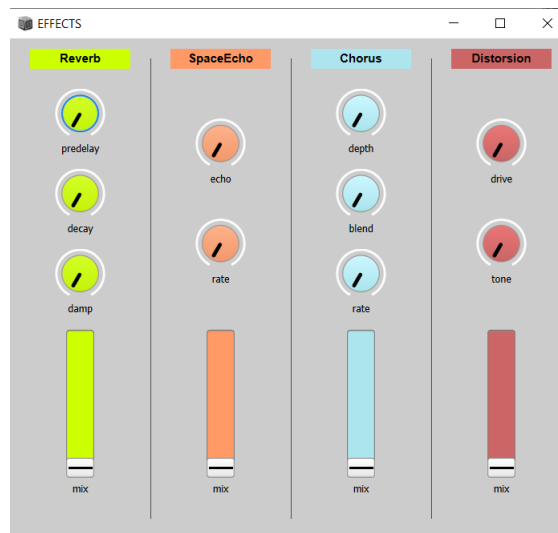 EFFECTS
Reverb
predelay
decay
damp
mix
SpaceEcho
echo
rate
mix
Chorus
depth
blend
rate
mix
Distorsion
drive
tone
mix